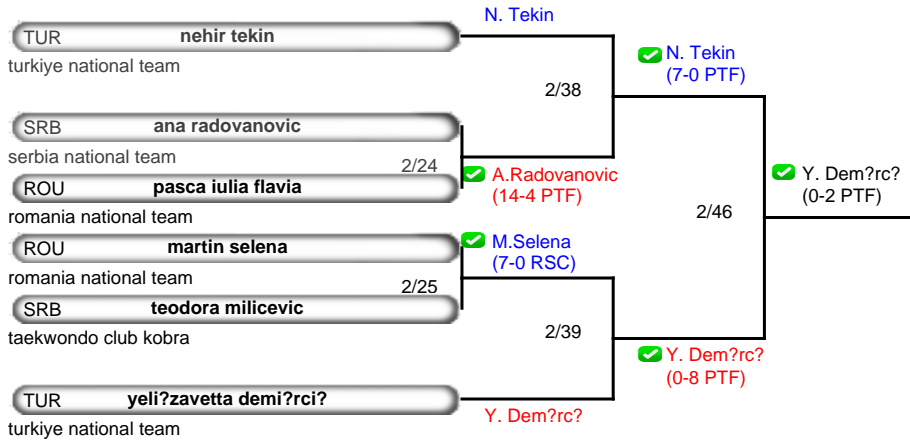 N. Tekin
TUR nehir tekin
turkiye national team
N. Tekin
(7-0 PTF)
2/38
SRB ana radovanovic
serbia national team
2/24
ROU pasca iulia flavia
romania national team
A.Radovanovic
(14-4 PTF)
Y. Dem?rc?
(0-2 PTF)
2/46
ROU martin selena
romania national team
M.Selena
(7-0 RSC)
2/25
SRB teodora milicevic
taekwondo club kobra
2/39
Y. Dem?rc?
(0-8 PTF)
TUR yeli?zavetta demi?rci?
turkiye national team
Y. Dem?rc?